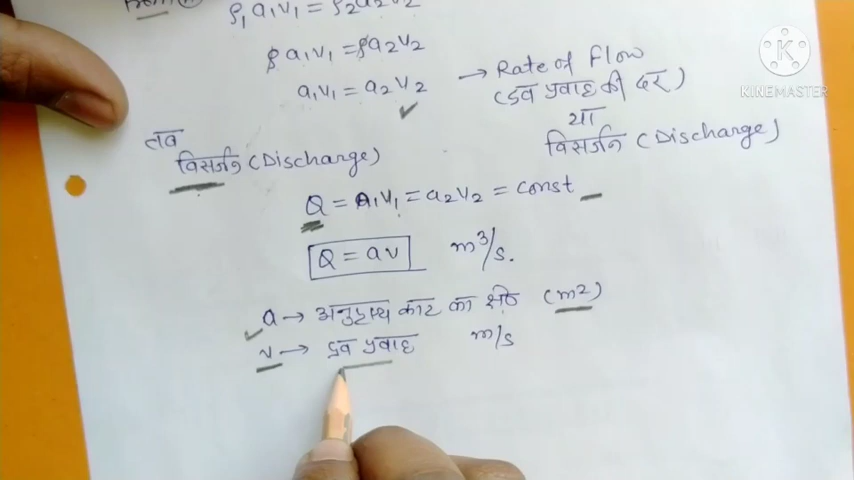 ρ₁a₁v₁ = ρ₂a₂v₂
ρa₁v₁ = ρa₂v₂
a₁v₁ = a₂v₂ → Rate of Flow
(द्रव प्रवाह की दर)
या
विसर्जन (Discharge)
तब
विसर्जन (Discharge)
Q = a₁v₁ = a₂v₂ = const
Q = av m³/s.
a → अनुप्रस्थ काट का क्षे० (m²)
v → द्रव प्रवाह m/s
K
KINEMASTER